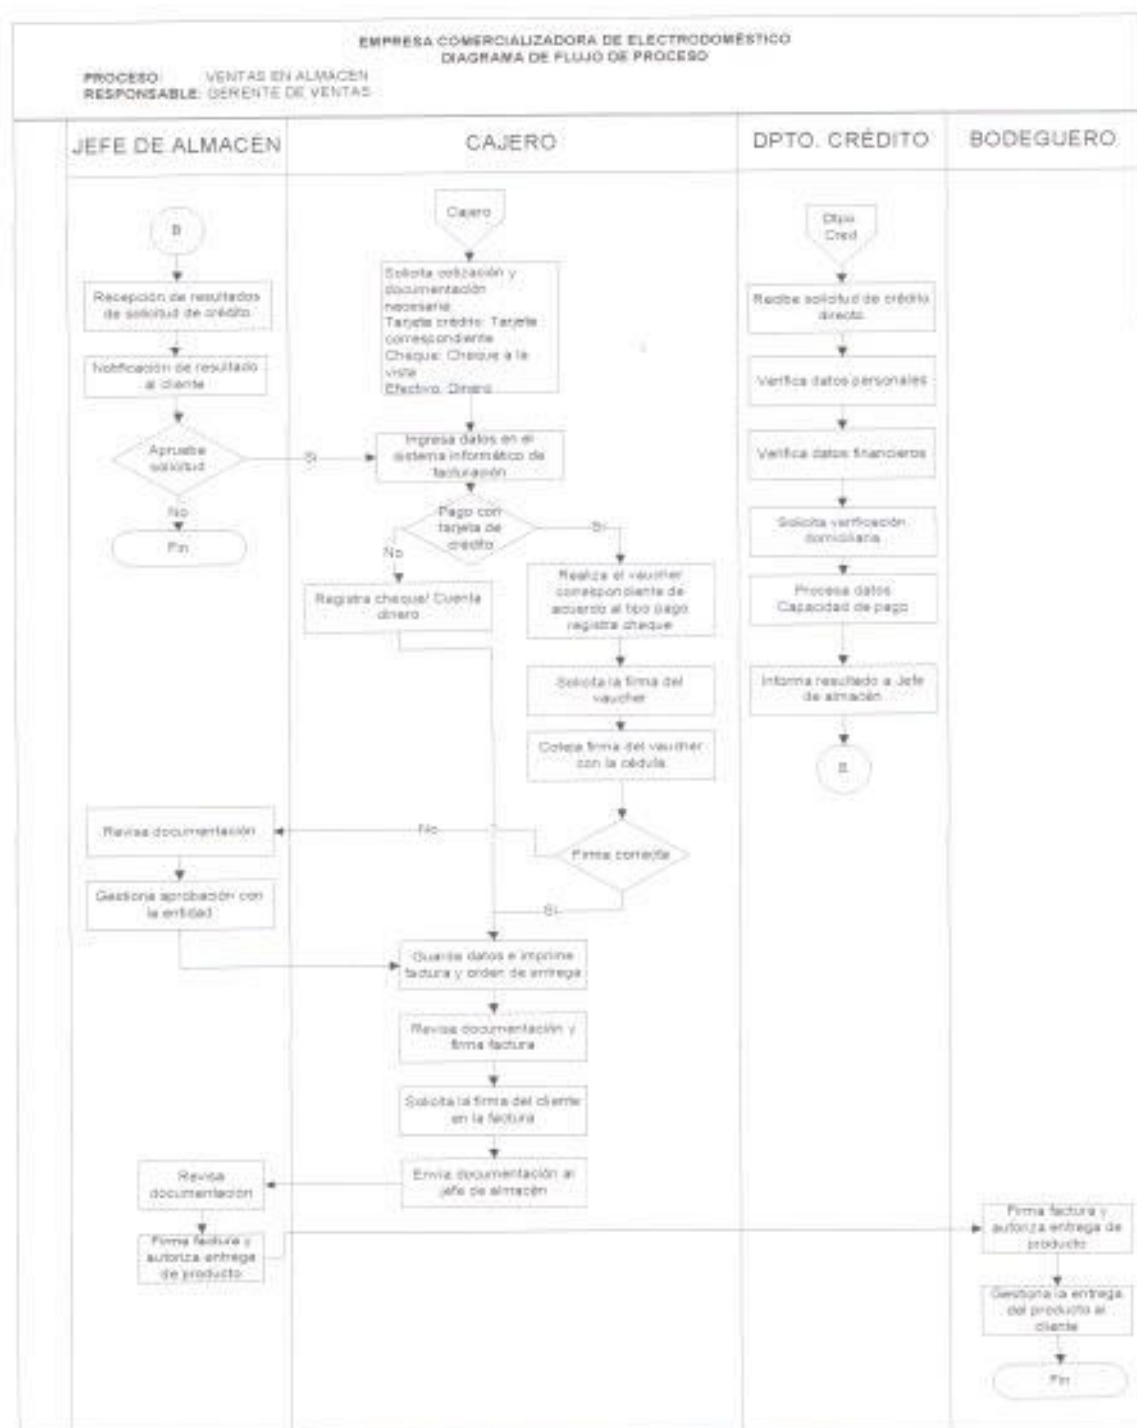 EMPRESA COMERCIALIZADORA DE ELECTRODOMÉSTICO
DIAGRAMA DE FLUJO DE PROCESO
PROCESO: VENTAS EN ALMACEN
RESPONSABLE: GERENTE DE VENTAS
JEFE DE ALMACÉN
CAJERO
DPTO. CRÉDITO
BODEGUERO
B
Recepción de resultados
de solicitud de crédito
Notificación de resultado
al cliente
Aprueba
solicitud
Si
No
Fin
Cajero
Solicita cotización y
documentación
necesaria
Tarjeta crédito: Tarjeta
correspondiente
Cheque: Cheque a la
vista
Efectivo: Dinero
Ingresa datos en el
sistema informático de
facturación
Pago con
tarjeta de
crédito
No
Si
Registra cheque/ Cuenta
dinero
Realiza el vaucher
correspondiente de
acuerdo al tipo pago
registra cheque
Solicita la firma del
vaucher
Coteja firma del vaucher
con la cédula
Firma correcta
No
Si
Revisa documentación
Gestiona aprobación con
la entidad
Guarda datos e imprime
factura y orden de entrega
Revisa documentación y
firma factura
Solicita la firma del cliente
en la factura
Envía documentación al
jefe de almacén
Revisa
documentación
Firma factura y
autoriza entrega
de producto
Dtpo
Cred
Recibe solicitud de crédito
directo
Verifica datos personales
Verifica datos financieros
Solicita verificación
domiciliaria
Procesa datos
Capacidad de pago
Informa resultado a Jefe
de almacén
B
Firma factura y
autoriza entrega de
producto
Gestiona la entrega
del producto al
cliente
Fin